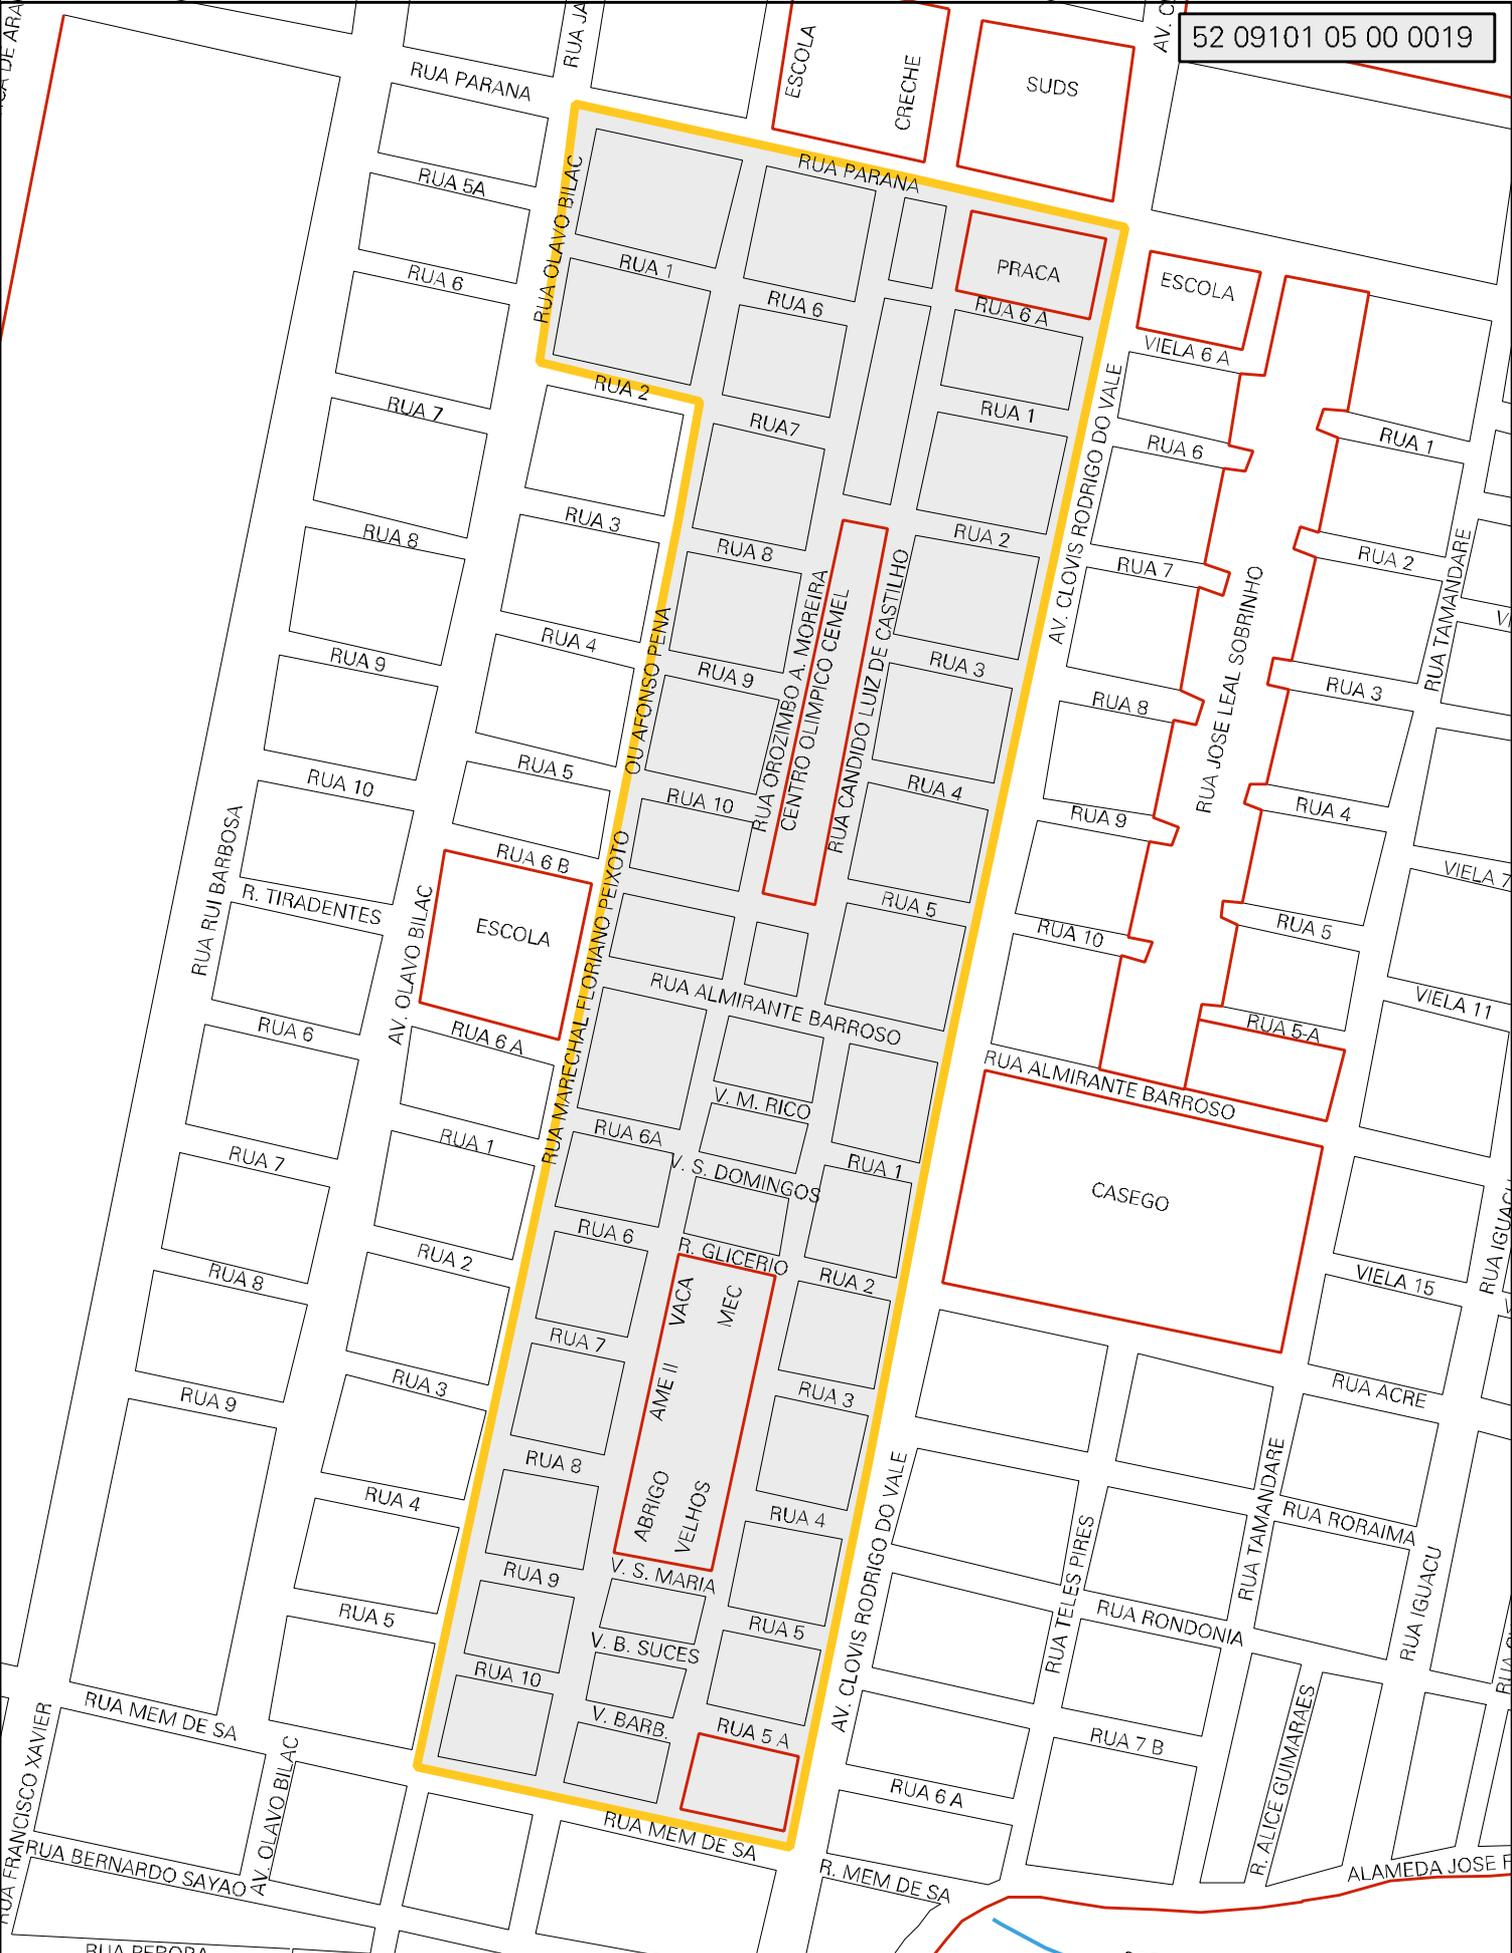 52 09101 05 00 0019
RUA PARANA
ESCOLA
CRECHE
SUDS
RUA PARANA
RUA 5A
RUA OLAVO BILAC
RUA 1
RUA 6
PRACA
RUA 6 A
ESCOLA
VIELA 6 A
RUA 6
RUA 2
RUA 7
RUA7
RUA 1
RUA 6
RUA 1
AV. CLOVIS RODRIGO DO VALE
RUA 8
RUA 3
RUA 8
RUA 2
RUA 7
RUA 2
RUA TAMANDARE
RUA 9
RUA 4
OU AFONSO PENA
RUA 9
RUA OROZIMBO A. MOREIRA
CENTRO OLIMPICO CEMEL
RUA CANDIDO LUIZ DE CASTILHO
RUA 3
RUA 8
RUA JOSE LEAL SOBRINHO
RUA 3
RUA 10
RUA 5
RUA 10
RUA 4
RUA 9
RUA 4
RUA RUI BARBOSA
R. TIRADENTES
AV. OLAVO BILAC
RUA 6 B
ESCOLA
RUA MARECHAL FLORIANO PEIXOTO
RUA 5
RUA 10
RUA 5
VIELA 7
RUA 6
RUA 6 A
RUA ALMIRANTE BARROSO
RUA 5-A
VIELA 11
RUA ALMIRANTE BARROSO
V. M. RICO
RUA 7
RUA 1
RUA 6A
V. S. DOMINGOS
RUA 1
CASEGO
RUA 8
RUA 2
RUA 6
R. GLICERIO
RUA 2
VIELA 15
VACA
MEC
RUA 9
RUA 3
RUA 7
AME II
RUA 3
RUA ACRE
RUA 4
RUA 8
ABRIGO
VELHOS
RUA 4
AV. CLOVIS RODRIGO DO VALE
RUA TELES PIRES
RUA TAMANDARE
RUA RORAIMA
RUA IGUACU
RUA 5
RUA 9
V. S. MARIA
RUA 5
RUA RONDONIA
RUA 10
V. B. SUCES
RUA MEM DE SA
V. BARB.
RUA 5 A
RUA 7 B
R. ALICE GUIMARAES
RUA FRANCISCO XAVIER
AV. OLAVO BILAC
RUA 6 A
RUA MEM DE SA
RUA BERNARDO SAYAO
R. MEM DE SA
ALAMEDA JOSE